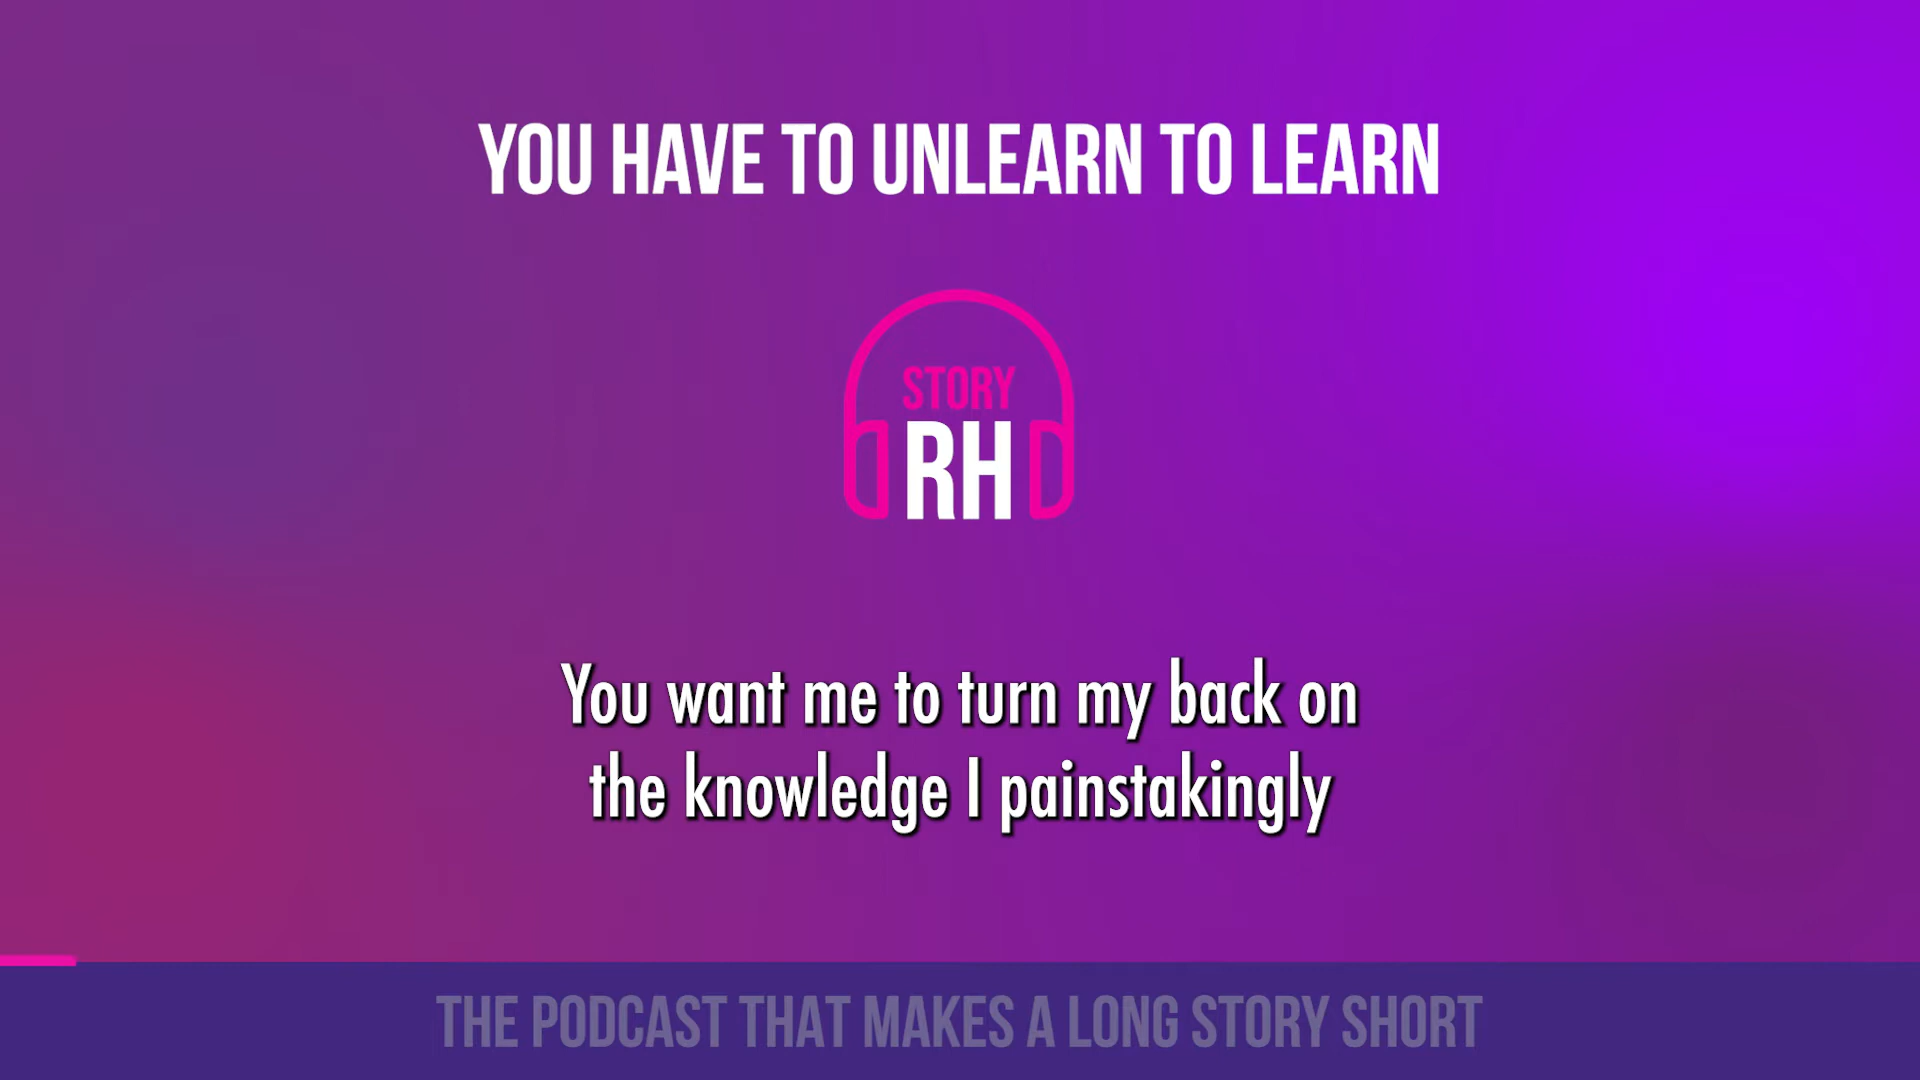 YOU HAVE TO UNLEARN TO LEARN
STORY
RH
You want me to turn my back on
the knowledge I painstakingly
THE PODCAST THAT MAKES A LONG STORY SHORT